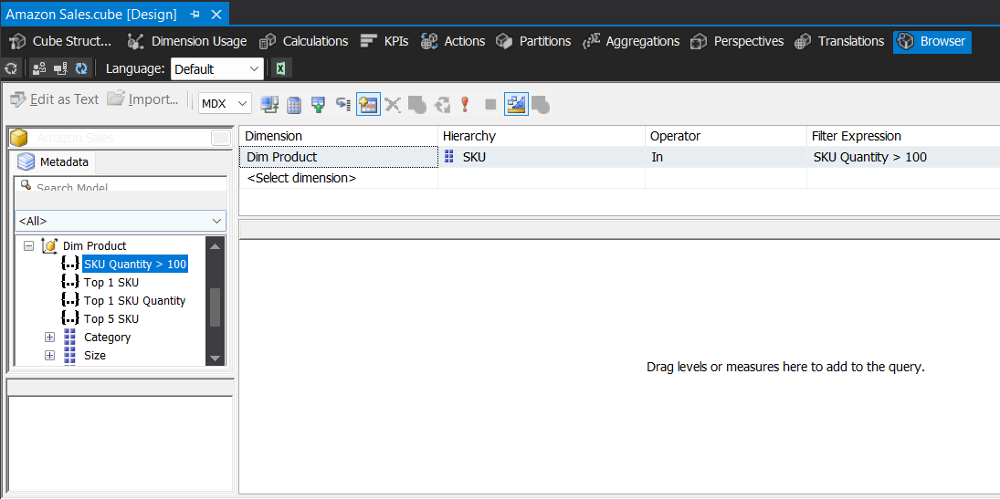 Amazon Sales.cube [Design]
Cube Struct... Dimension Usage Calculations KPIs Actions Partitions Aggregations Perspectives Translations Browser
Language: Default
Edit as Text Import... MDX
Amazon Sales
Metadata
Search Model
<All>
Dim Product
{..} SKU Quantity > 100
{..} Top 1 SKU
{..} Top 1 SKU Quantity
{..} Top 5 SKU
Category
Size
Dimension Hierarchy Operator Filter Expression
Dim Product SKU In SKU Quantity > 100
<Select dimension>
Drag levels or measures here to add to the query.